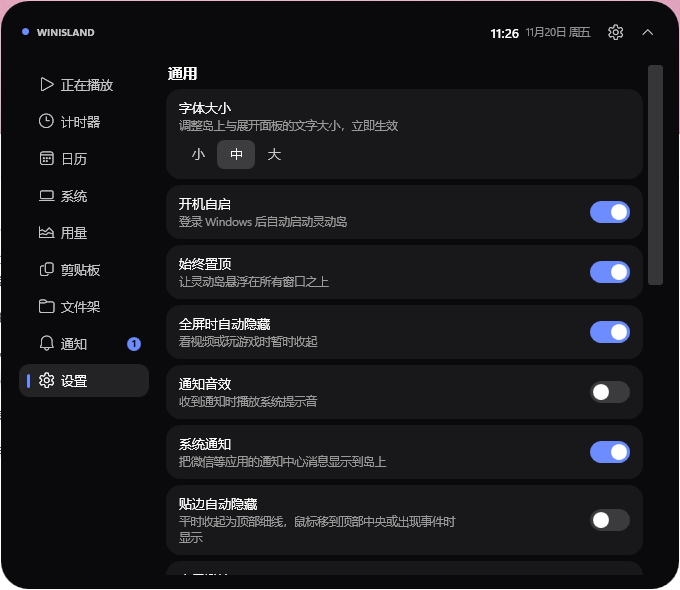 WINISLAND
11:26 11月20日 周五
正在播放
计时器
日历
系统
用量
剪贴板
文件架
通知 1
设置
通用
字体大小
调整岛上与展开面板的文字大小，立即生效
小 中 大
开机自启
登录 Windows 后自动启动灵动岛
始终置顶
让灵动岛悬浮在所有窗口之上
全屏时自动隐藏
看视频或玩游戏时暂时收起
通知音效
收到通知时播放系统提示音
系统通知
把微信等应用的通知中心消息显示到岛上
贴边自动隐藏
平时收起为顶部细线，鼠标移到顶部中央或出现事件时
显示